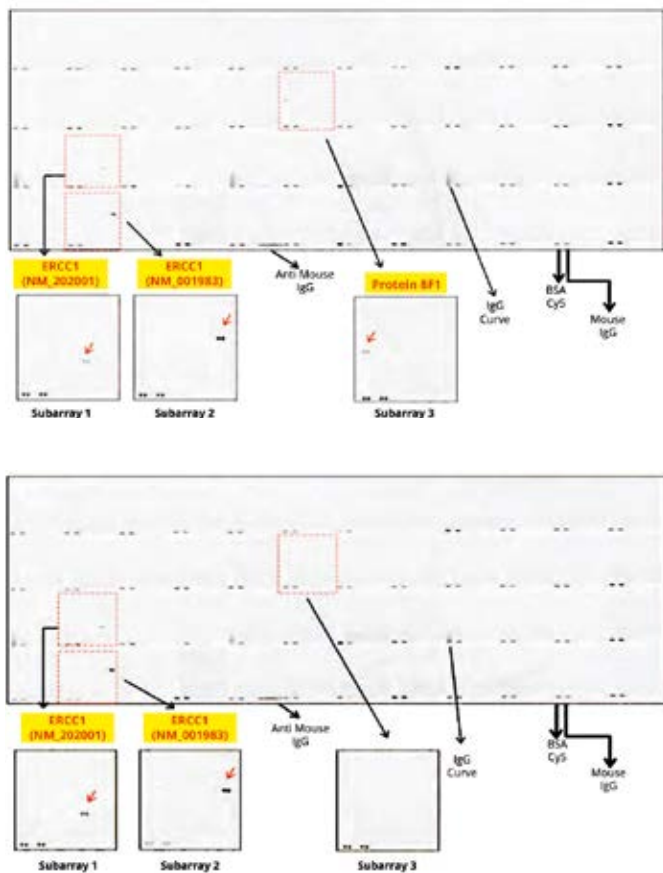 ERCC1
(NM_202001)
ERCC1
(NM_001983)
Anti Mouse
IgG
Protein BF1
IgG
Curve
BSA
Cy5
Mouse
IgG
Subarray 1
Subarray 2
Subarray 3
ERCC1
(NM_202001)
ERCC1
(NM_001983)
Anti Mouse
IgG
IgG
Curve
BSA
Cy5
Mouse
IgG
Subarray 1
Subarray 2
Subarray 3